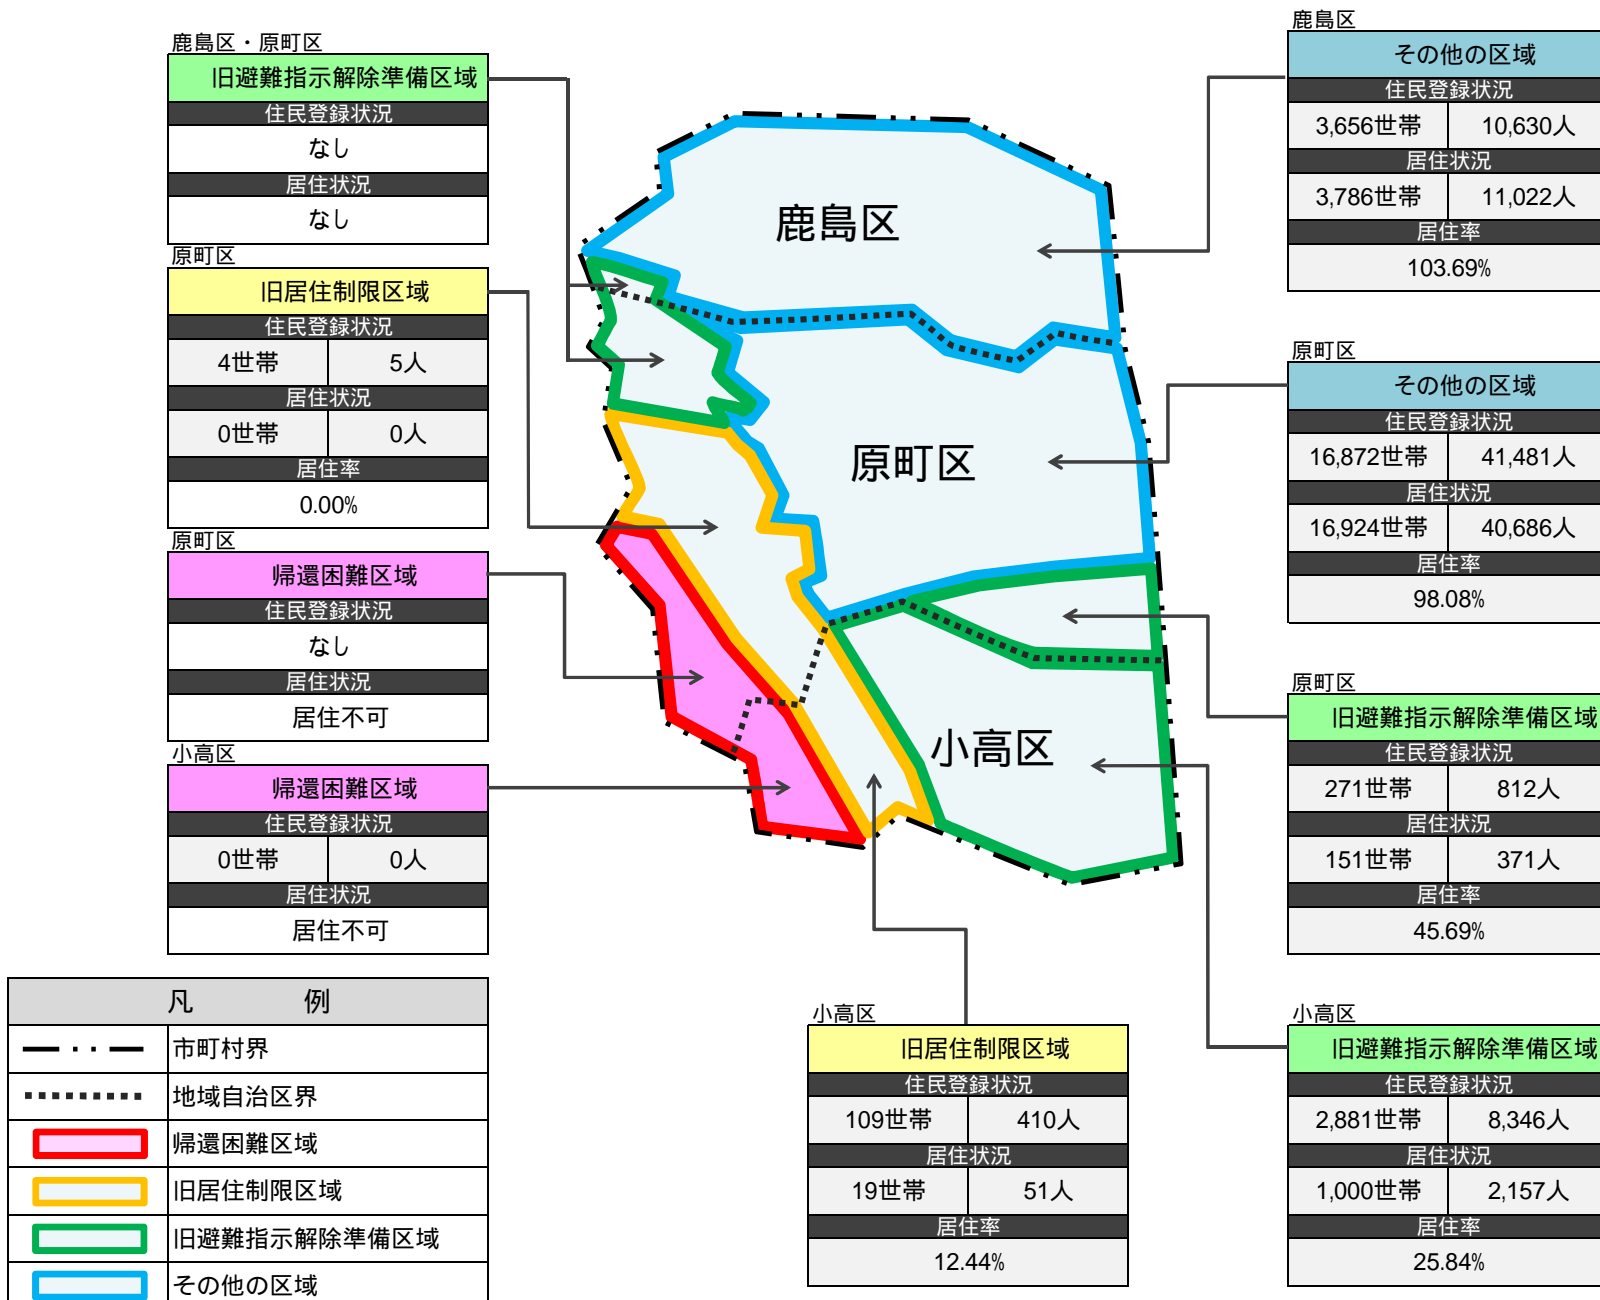 鹿島区・原町区
旧避難指示解除準備区域
住民登録状況
なし
居住状況
なし
原町区
旧居住制限区域
住民登録状況
4世帯 5人
居住状況
0世帯 0人
居住率
0.00%
原町区
帰還困難区域
住民登録状況
なし
居住状況
居住不可
小高区
帰還困難区域
住民登録状況
0世帯 0人
居住状況
居住不可
凡 例
市町村界
地域自治区界
帰還困難区域
旧居住制限区域
旧避難指示解除準備区域
その他の区域
鹿島区
原町区
小高区
小高区
旧居住制限区域
住民登録状況
109世帯 410人
居住状況
19世帯 51人
居住率
12.44%
鹿島区
その他の区域
住民登録状況
3,656世帯 10,630人
居住状況
3,786世帯 11,022人
居住率
103.69%
原町区
その他の区域
住民登録状況
16,872世帯 41,481人
居住状況
16,924世帯 40,686人
居住率
98.08%
原町区
旧避難指示解除準備区域
住民登録状況
271世帯 812人
居住状況
151世帯 371人
居住率
45.69%
小高区
旧避難指示解除準備区域
住民登録状況
2,881世帯 8,346人
居住状況
1,000世帯 2,157人
居住率
25.84%